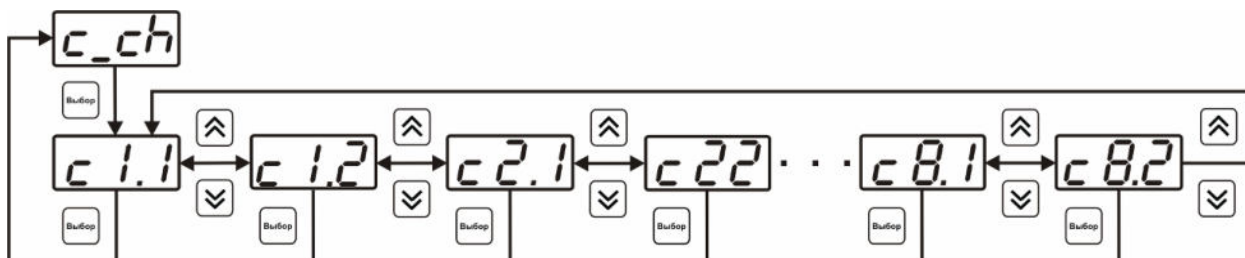 c_ch
Выбор
c 1.1 c 1.2 c 2.1 c 22 . . . c 8.1 c 8.2
Выбор Выбор Выбор Выбор Выбор Выбор